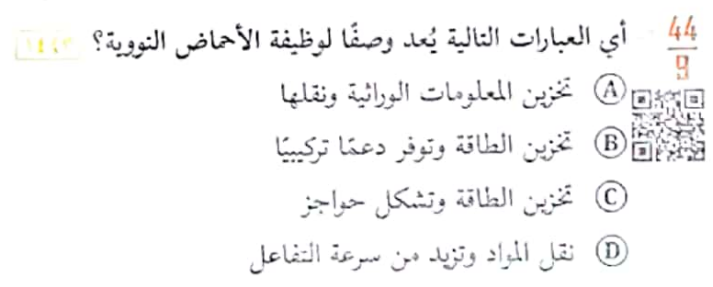 44
9
أي العبارات التالية يُعد وصفًا لوظيفة الأحماض النووية؟
A تخزين المعلومات الوراثية ونقلها
B تخزين الطاقة وتوفر دعمًا تركيبيًا
C تخزين الطاقة وتشكل حواجز
D نقل المواد وتزيد من سرعة التفاعل